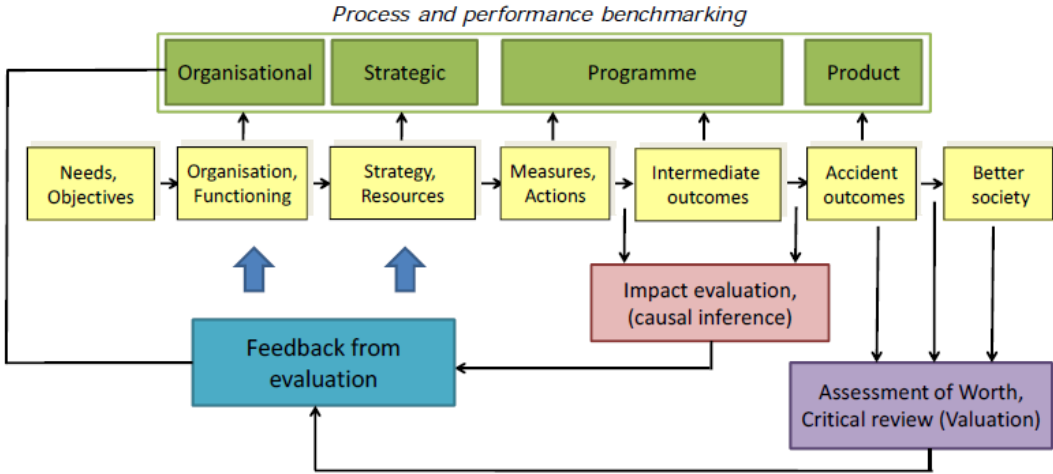 Process and performance benchmarking
Organisational
Strategic
Programme
Product
Needs,
Objectives
Organisation,
Functioning
Strategy,
Resources
Measures,
Actions
Intermediate
outcomes
Accident
outcomes
Better
society
Impact evaluation,
(causal inference)
Feedback from
evaluation
Assessment of Worth,
Critical review (Valuation)